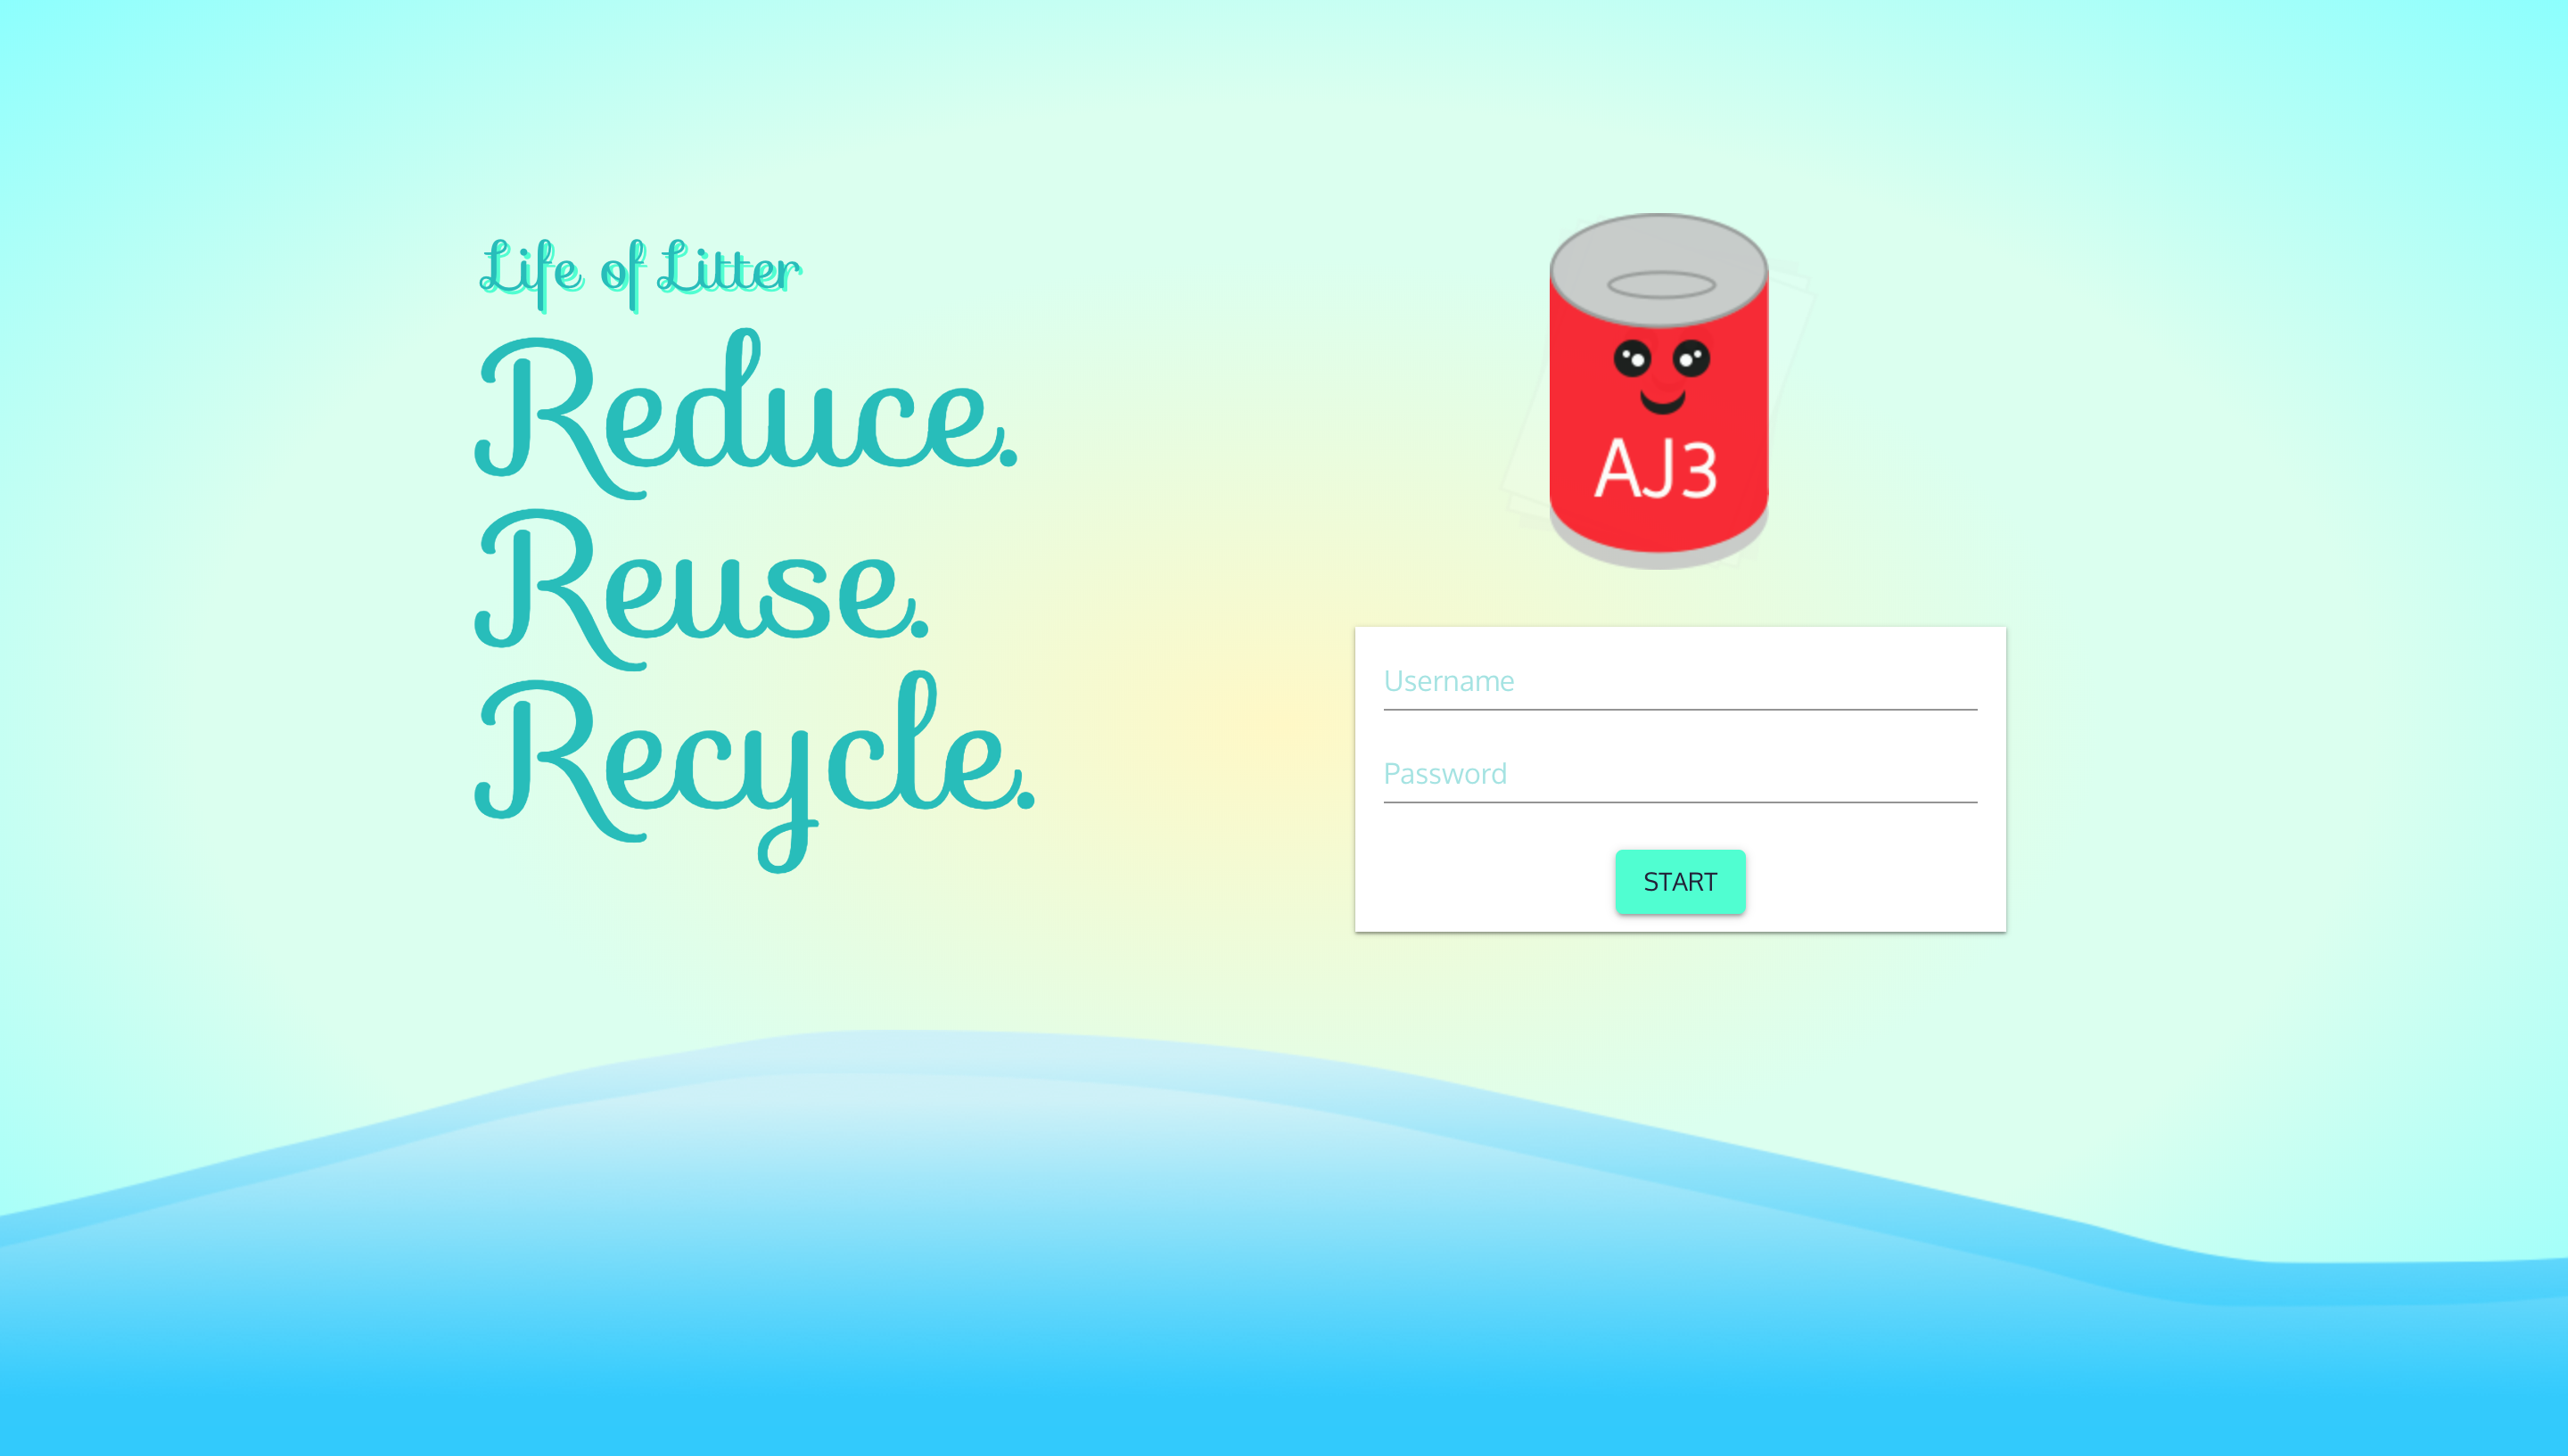 Life of Litter
Reduce.
Reuse.
Recycle.
AJ3
Username
Password
START